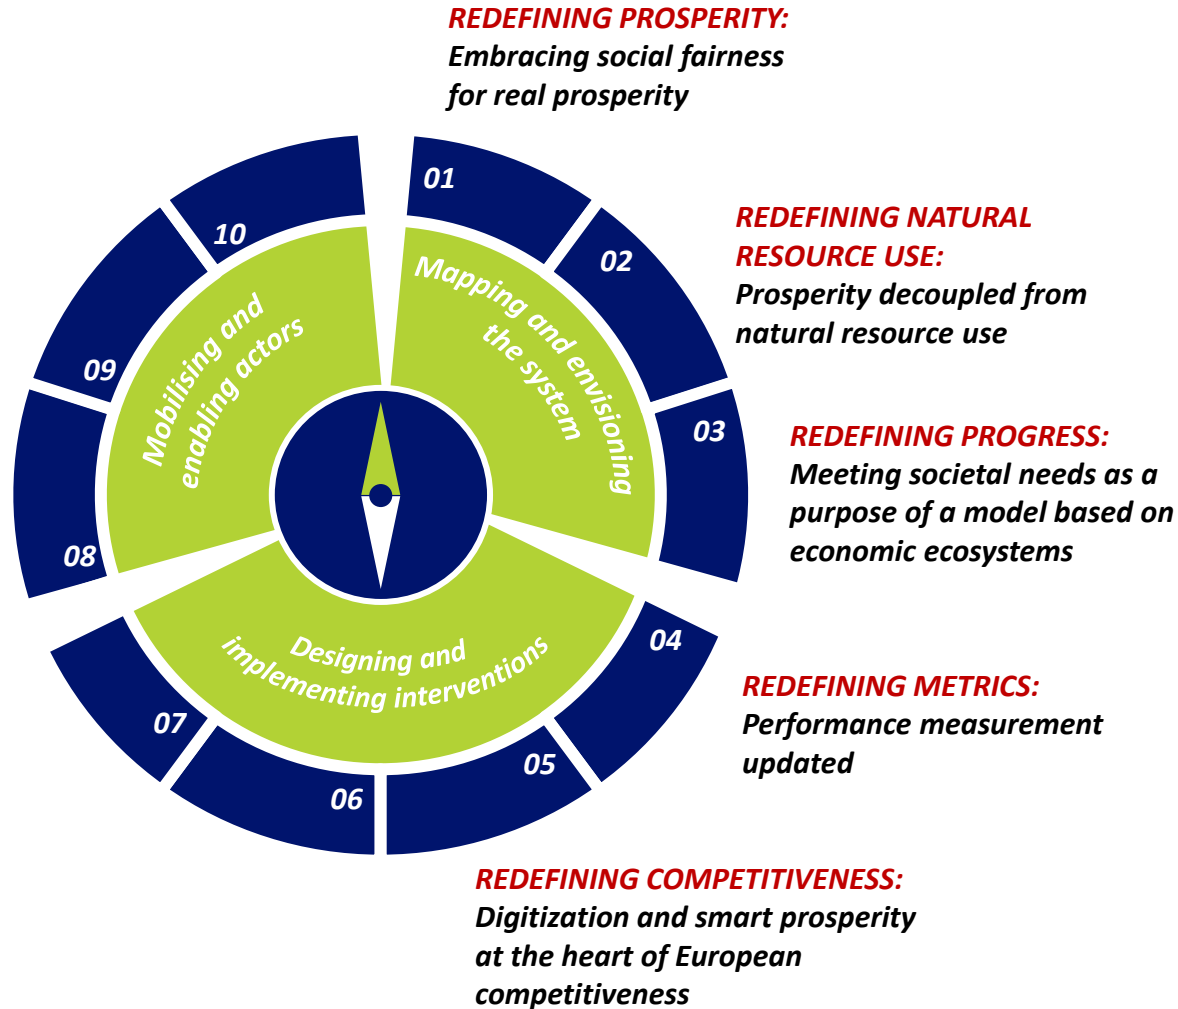 REDEFINING PROSPERITY:
Embracing social fairness
for real prosperity
01
02
03
04
05
06
07
08
09
10
Mapping and envisioning
the system
Designing and
implementing interventions
Mobilising and
enabling actors
REDEFINING NATURAL
RESOURCE USE:
Prosperity decoupled from
natural resource use
REDEFINING PROGRESS:
Meeting societal needs as a
purpose of a model based on
economic ecosystems
REDEFINING METRICS:
Performance measurement
updated
REDEFINING COMPETITIVENESS:
Digitization and smart prosperity
at the heart of European
competitiveness